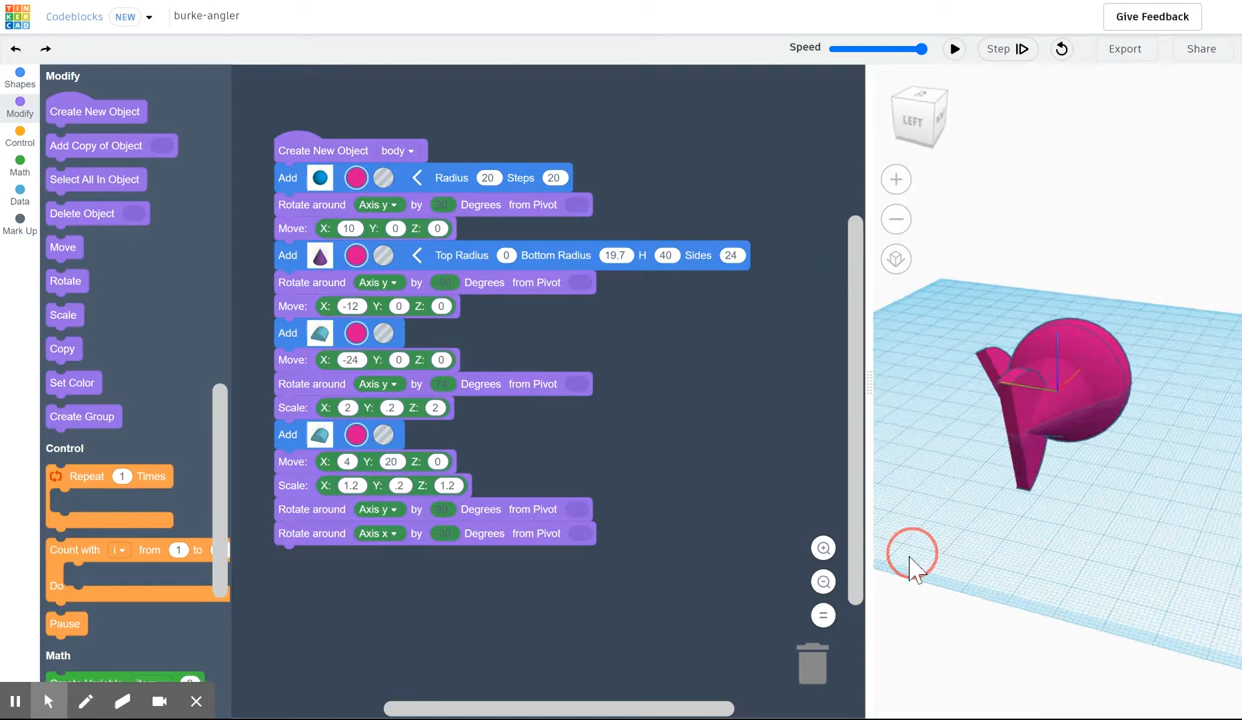 TINKERCAD
Codeblocks NEW burke-angler Give Feedback
Speed Step Export Share
Shapes
Modify
Control
Math
Data
Mark Up
Modify
Create New Object
Add Copy of Object
Select All In Object
Delete Object
Move
Rotate
Scale
Copy
Set Color
Create Group
Control
Repeat 1 Times
Count with i from 1 to
Do
Pause
Math
Create New Object body
Add Radius 20 Steps 20
Rotate around Axis y by Degrees from Pivot
Move: X: 10 Y: 0 Z: 0
Add Top Radius 0 Bottom Radius 19.7 H 40 Sides 24
Rotate around Axis y by Degrees from Pivot
Move: X: -12 Y: 0 Z: 0
Add
Move: X: -24 Y: 0 Z: 0
Rotate around Axis y by Degrees from Pivot
Scale: X: 2 Y: .2 Z: 2
Add
Move: X: 4 Y: 20 Z: 0
Scale: X: 1.2 Y: .2 Z: 1.2
Rotate around Axis y by Degrees from Pivot
Rotate around Axis x by Degrees from Pivot
LEFT